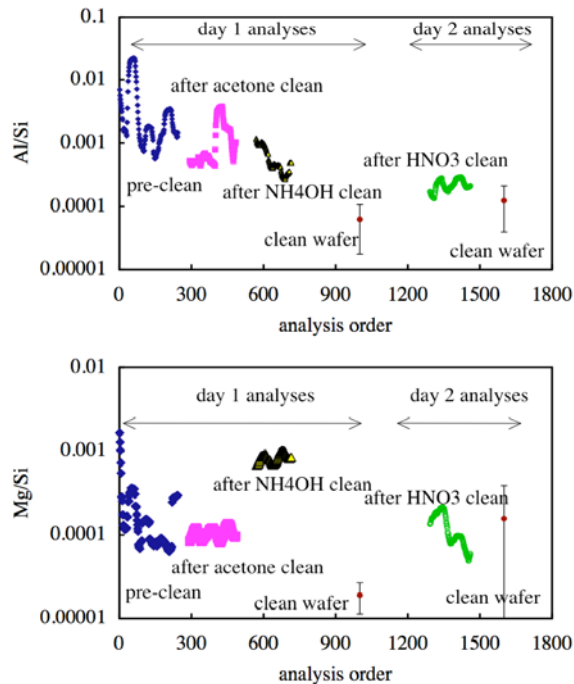 day 1 analyses
day 2 analyses
0.1
0.01
after acetone clean
Al/Si
0.001
after HNO3 clean
pre-clean
after NH4OH clean
0.0001
clean wafer
clean wafer
0.00001
0 300 600 900 1200 1500 1800
analysis order
0.01
day 1 analyses
day 2 analyses
0.001
after NH4OH clean
after HNO3 clean
Mg/Si
0.0001
after acetone clean
pre-clean
clean wafer
clean wafer
0.00001
0 300 600 900 1200 1500 1800
analysis order